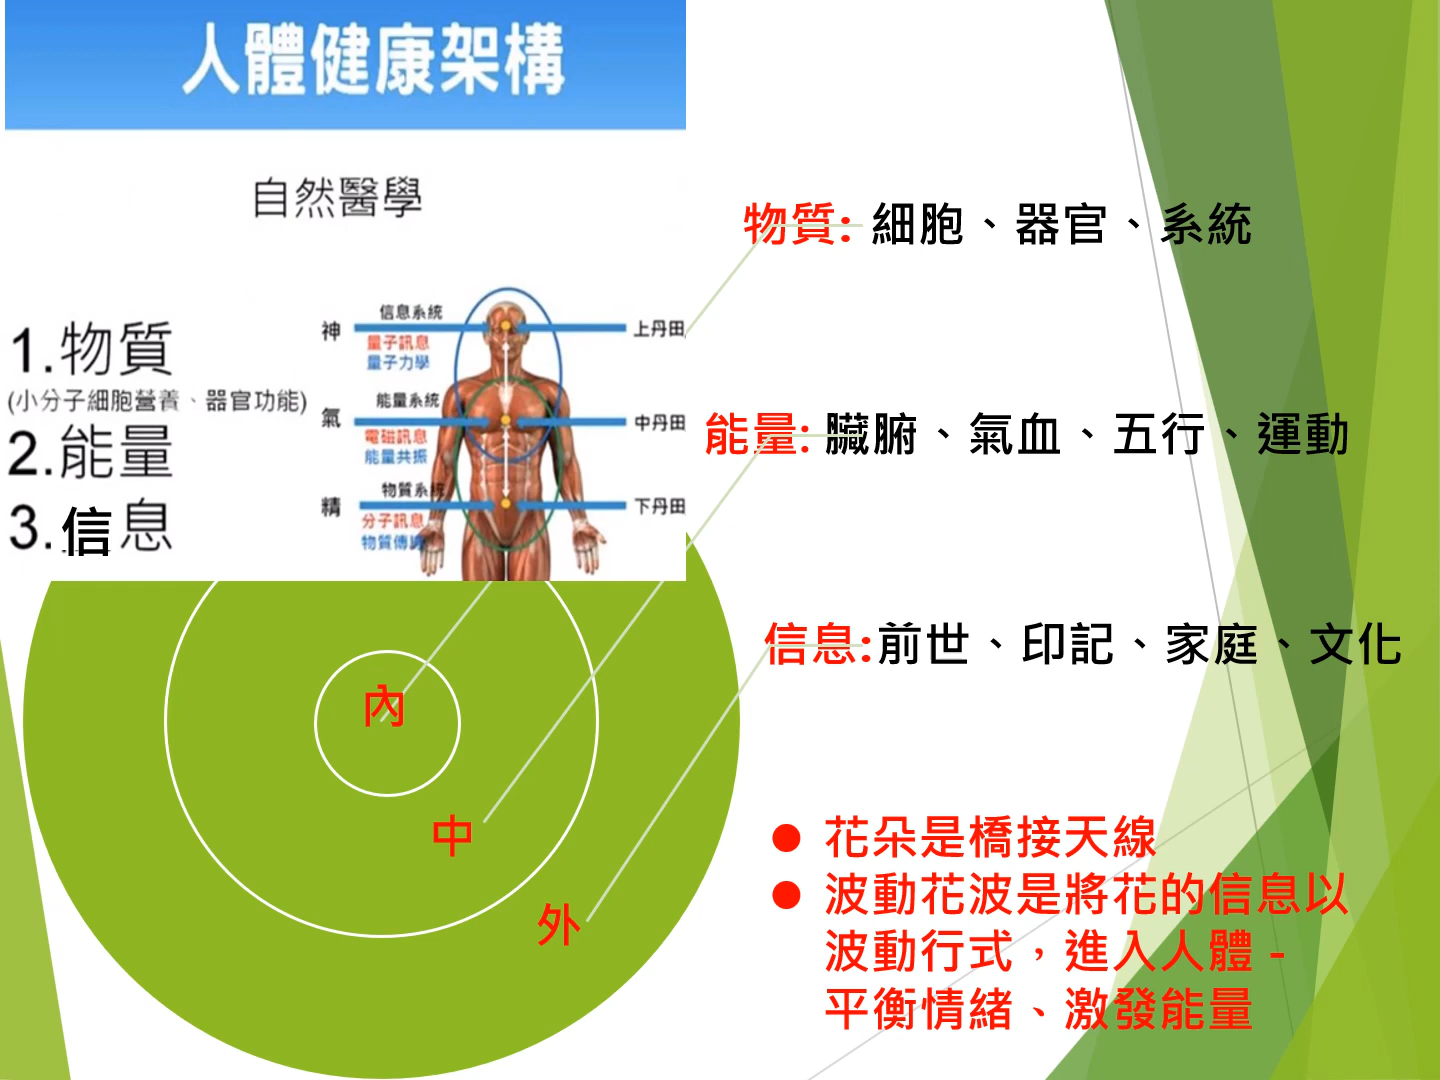 人體健康架構
自然醫學
1.物質
(小分子細胞營養、器官功能)
2.能量
3.信息
神
信息系統
量子訊息
量子力學
上丹田
氣
能量系統
電磁訊息
能量共振
中丹田
精
物質系統
分子訊息
物質傳遞
下丹田
物質: 細胞、器官、系統
能量: 臟腑、氣血、五行、運動
信息:前世、印記、家庭、文化
內
中
外
● 花朵是橋接天線
● 波動花波是將花的信息以
波動行式，進入人體 -
平衡情緒、激發能量